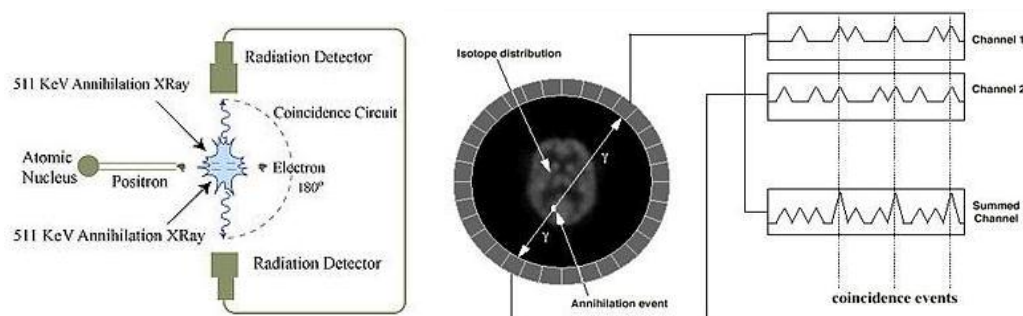 Radiation Detector
511 KeV Annihilation XRay
Coincidence Circuit
Atomic
Nucleus
Positron
Electron
180º
511 KeV Annihilation XRay
Radiation Detector
Isotope distribution
γ
γ
Annihilation event
Channel 1
Channel 2
Summed
Channel
coincidence events